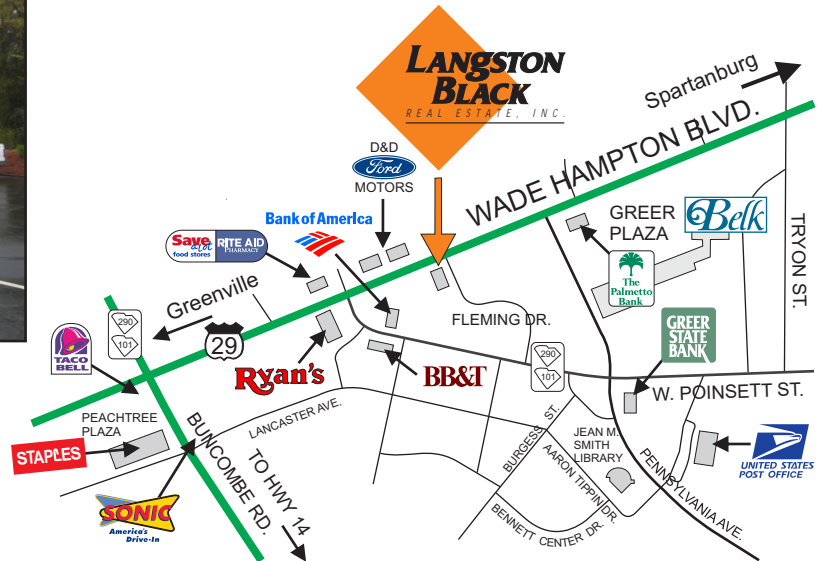 LANGSTON
BLACK
REAL ESTATE, INC.
Spartanburg
WADE HAMPTON BLVD.
D&D
Ford
MOTORS
Bank of America
Save
a lot
food stores
RITE AID
PHARMACY
Greenville
290
101
29
TACO
BELL
Ryan's
BB&T
FLEMING DR.
GREER
PLAZA
Belk
The
Palmetto
Bank
TRYON ST.
GREER
STATE
BANK
290
101
W. POINSETT ST.
PEACHTREE
PLAZA
STAPLES
LANCASTER AVE.
BUNCOMBE RD.
TO HWY 14
SONIC
America's
Drive-In
BURGESS ST.
JEAN M.
SMITH
LIBRARY
AARON TIPPIN DR.
BENNETT CENTER DR.
PENNSYLVANIA AVE.
UNITED STATES
POST OFFICE